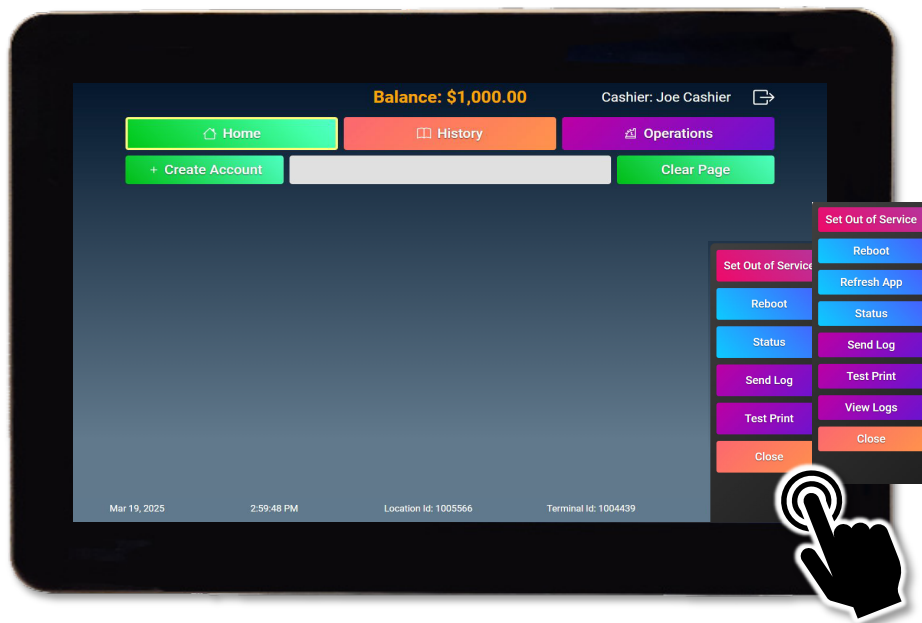 Balance: $1,000.00
Cashier: Joe Cashier
Home
History
Operations
+ Create Account
Clear Page
Set Out of Service
Reboot
Status
Send Log
Test Print
Close
Set Out of Service
Reboot
Refresh App
Status
Send Log
Test Print
View Logs
Close
Mar 19, 2025
2:59:48 PM
Location Id: 1005566
Terminal Id: 1004439